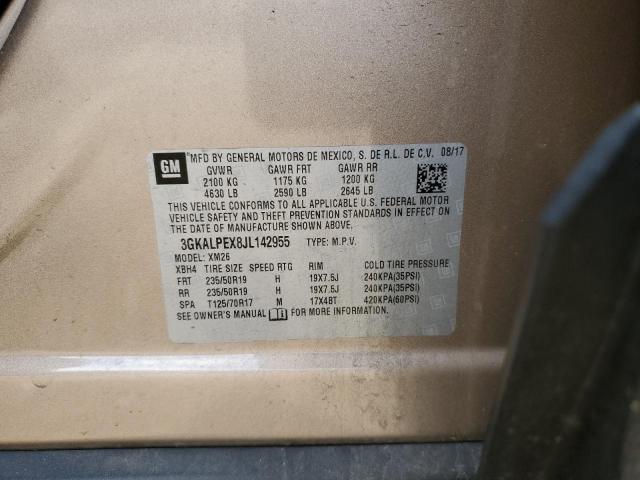 GM
MFD BY GENERAL MOTORS DE MEXICO, S. DE R.L. DE C.V. 08/17
GVWR GAWR FRT GAWR RR
2100 KG 1175 KG 1200 KG
4630 LB 2590 LB 2645 LB
THIS VEHICLE CONFORMS TO ALL APPLICABLE U.S. FEDERAL MOTOR
VEHICLE SAFETY AND THEFT PREVENTION STANDARDS IN EFFECT ON
THE DATE OF MANUFACTURE SHOWN ABOVE.
3GKALPEX8JL142955 TYPE: M.P.V.
MODEL: XM26
XBH4 TIRE SIZE SPEED RTG RIM COLD TIRE PRESSURE
FRT 235/50R19 H 19X7.5J 240KPA(35PSI)
RR 235/50R19 H 19X7.5J 240KPA(35PSI)
SPA T125/70R17 M 17X4BT 420KPA(60PSI)
SEE OWNER'S MANUAL FOR MORE INFORMATION.